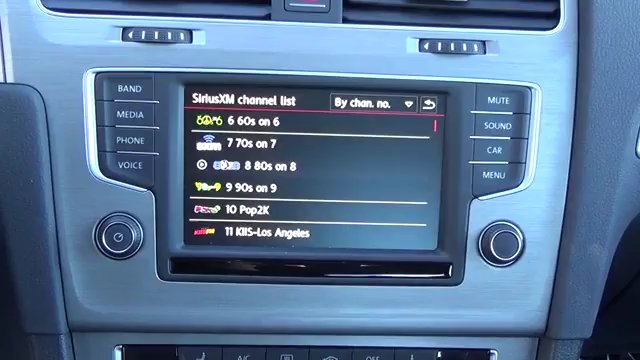 BAND
MEDIA
PHONE
VOICE
SiriusXM channel list
By chan. no.
6 60s on 6
7 70s on 7
8 80s on 8
9 90s on 9
10 Pop2K
11 KIIS-Los Angeles
MUTE
SOUND
CAR
MENU
A/C
OFF